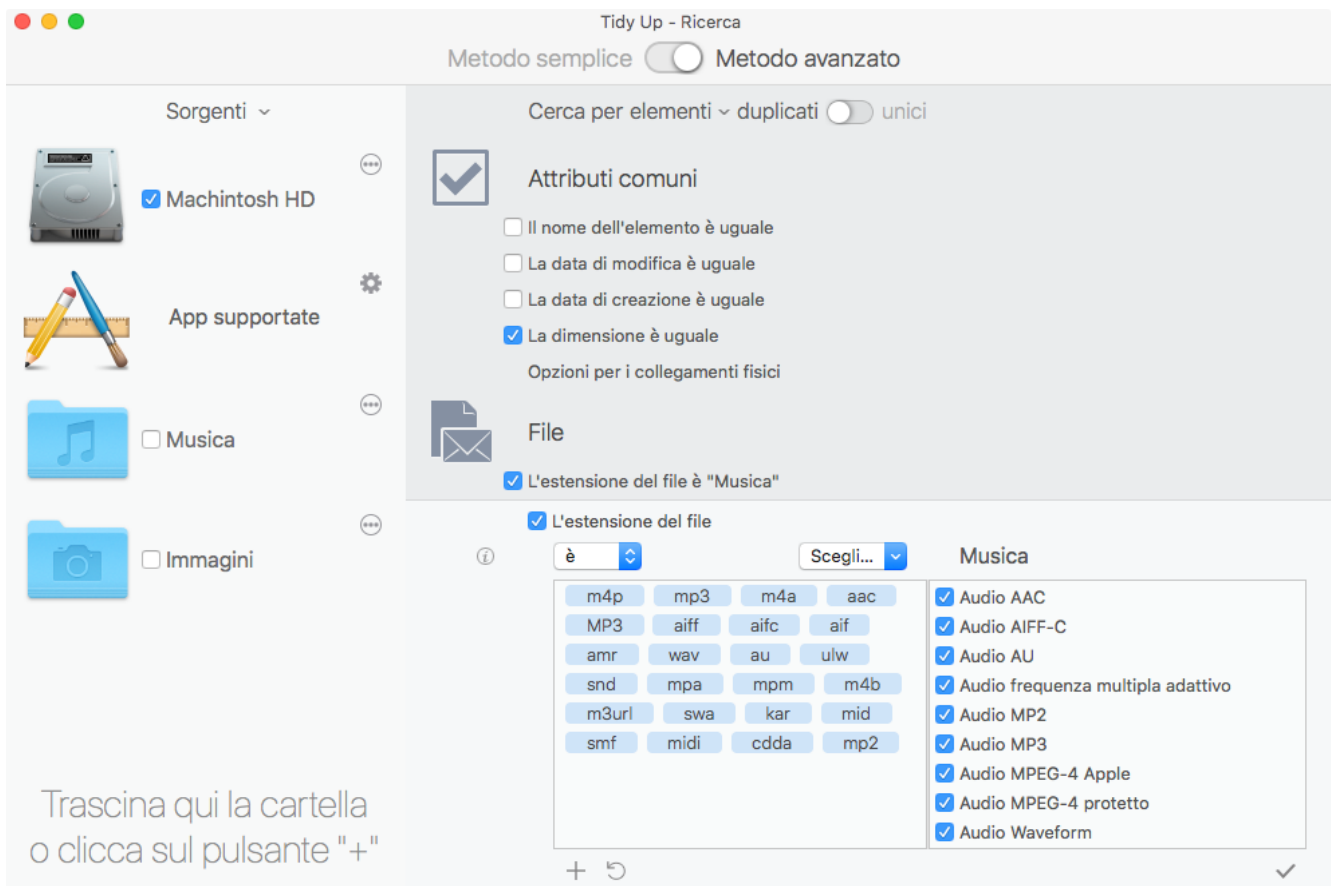 Tidy Up - Ricerca
Metodo semplice Metodo avanzato
Sorgenti
Machintosh HD
App supportate
Musica
Immagini
Trascina qui la cartella
o clicca sul pulsante "+"
Cerca per elementi duplicati unici
Attributi comuni
Il nome dell'elemento è uguale
La data di modifica è uguale
La data di creazione è uguale
La dimensione è uguale
Opzioni per i collegamenti fisici
File
L'estensione del file è "Musica"
L'estensione del file
è Scegli... Musica
m4p mp3 m4a aac
MP3 aiff aifc aif
amr wav au ulw
snd mpa mpm m4b
m3url swa kar mid
smf midi cdda mp2
Audio AAC
Audio AIFF-C
Audio AU
Audio frequenza multipla adattivo
Audio MP2
Audio MP3
Audio MPEG-4 Apple
Audio MPEG-4 protetto
Audio Waveform